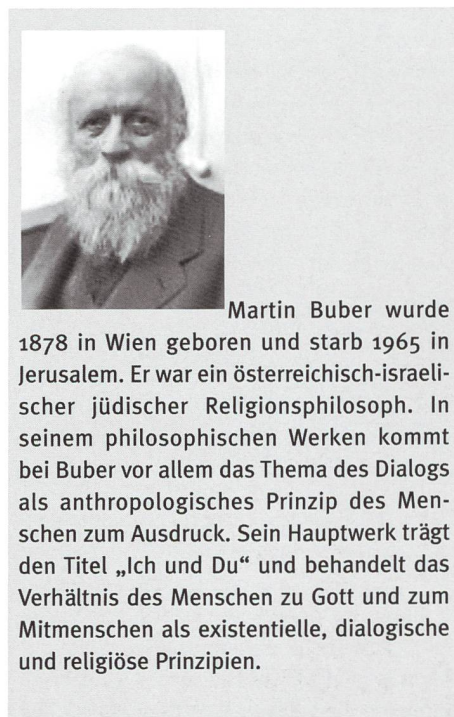 Martin Buber wurde
1878 in Wien geboren und starb 1965 in
Jerusalem. Er war ein österreichisch-israeli-
scher jüdischer Religionsphilosoph. In
seinem philosophischen Werken kommt
bei Buber vor allem das Thema des Dialogs
als anthropologisches Prinzip des Men-
schen zum Ausdruck. Sein Hauptwerk trägt
den Titel „Ich und Du“ und behandelt das
Verhältnis des Menschen zu Gott und zum
Mitmenschen als existentielle, dialogische
und religiöse Prinzipien.